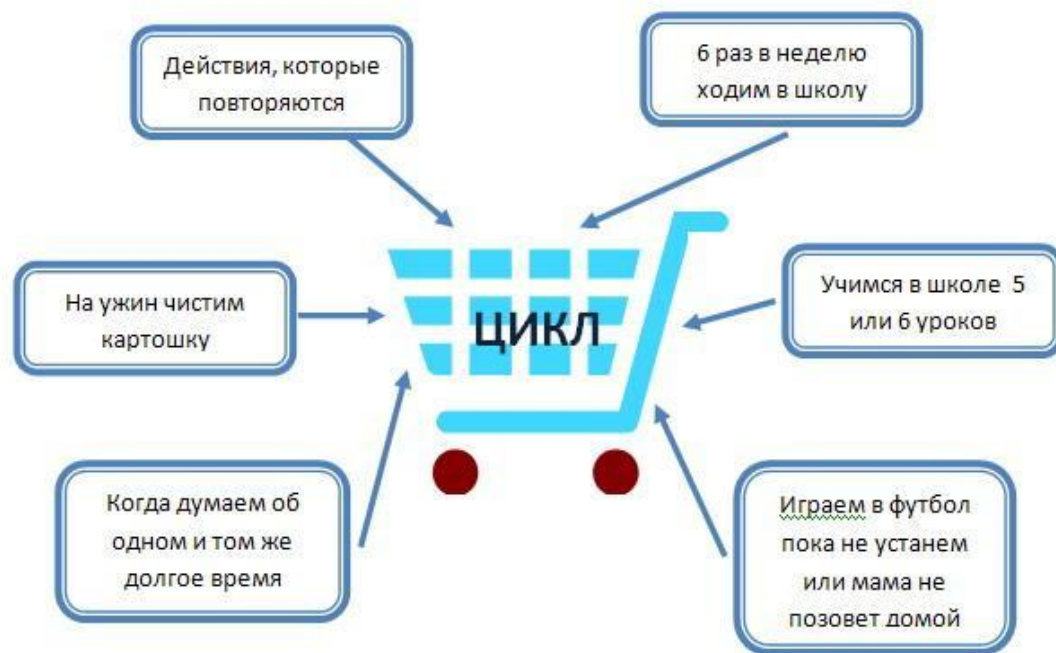 Действия, которые
повторяются
6 раз в неделю
ходим в школу
На ужин чистим
картошку
ЦИКЛ
Учимся в школе 5
или 6 уроков
Когда думаем об
одном и том же
долгое время
Играем в футбол
пока не устанем
или мама не
позовет домой